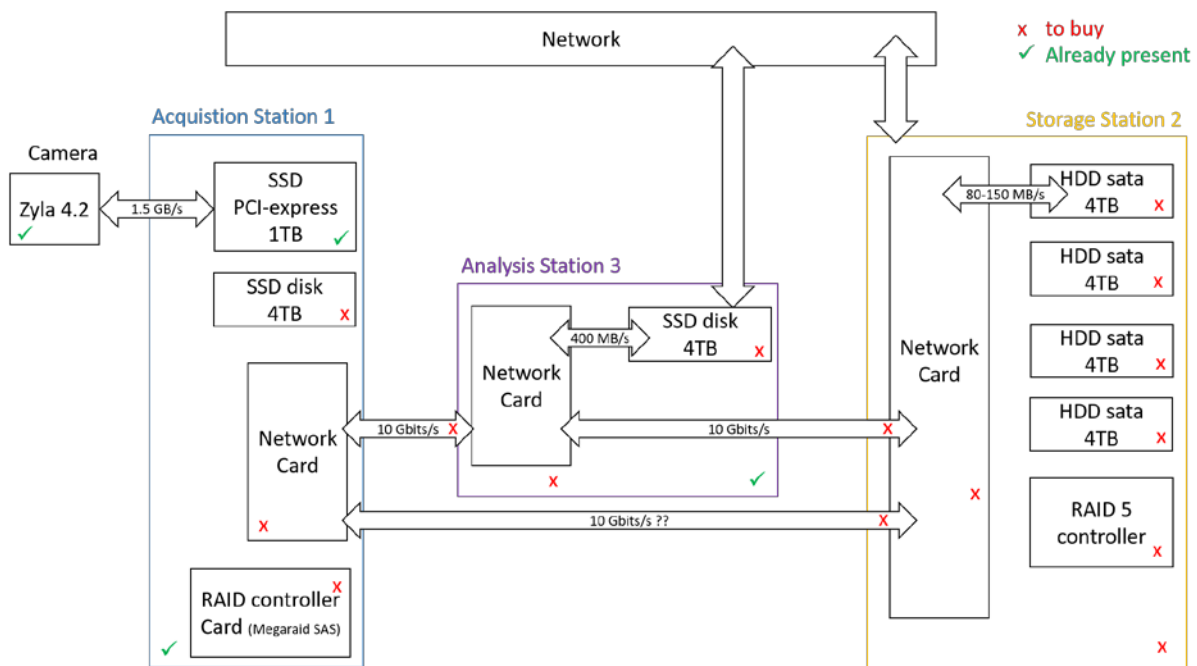 Network
x to buy
✓ Already present
Acquistion Station 1
Storage Station 2
Camera
Zyla 4.2
✓
1.5 GB/s
SSD
PCI-express
1TB
✓
SSD disk
4TB
x
Network
Card
x
RAID controller
Card (Megaraid SAS)
x
✓
Analysis Station 3
Network
Card
x
400 MB/s
SSD disk
4TB
x
✓
10 Gbits/s
x
10 Gbits/s
x
10 Gbits/s ??
x
Network
Card
x
80-150 MB/s
HDD sata
4TB
x
HDD sata
4TB
x
HDD sata
4TB
x
HDD sata
4TB
x
RAID 5
controller
x
x